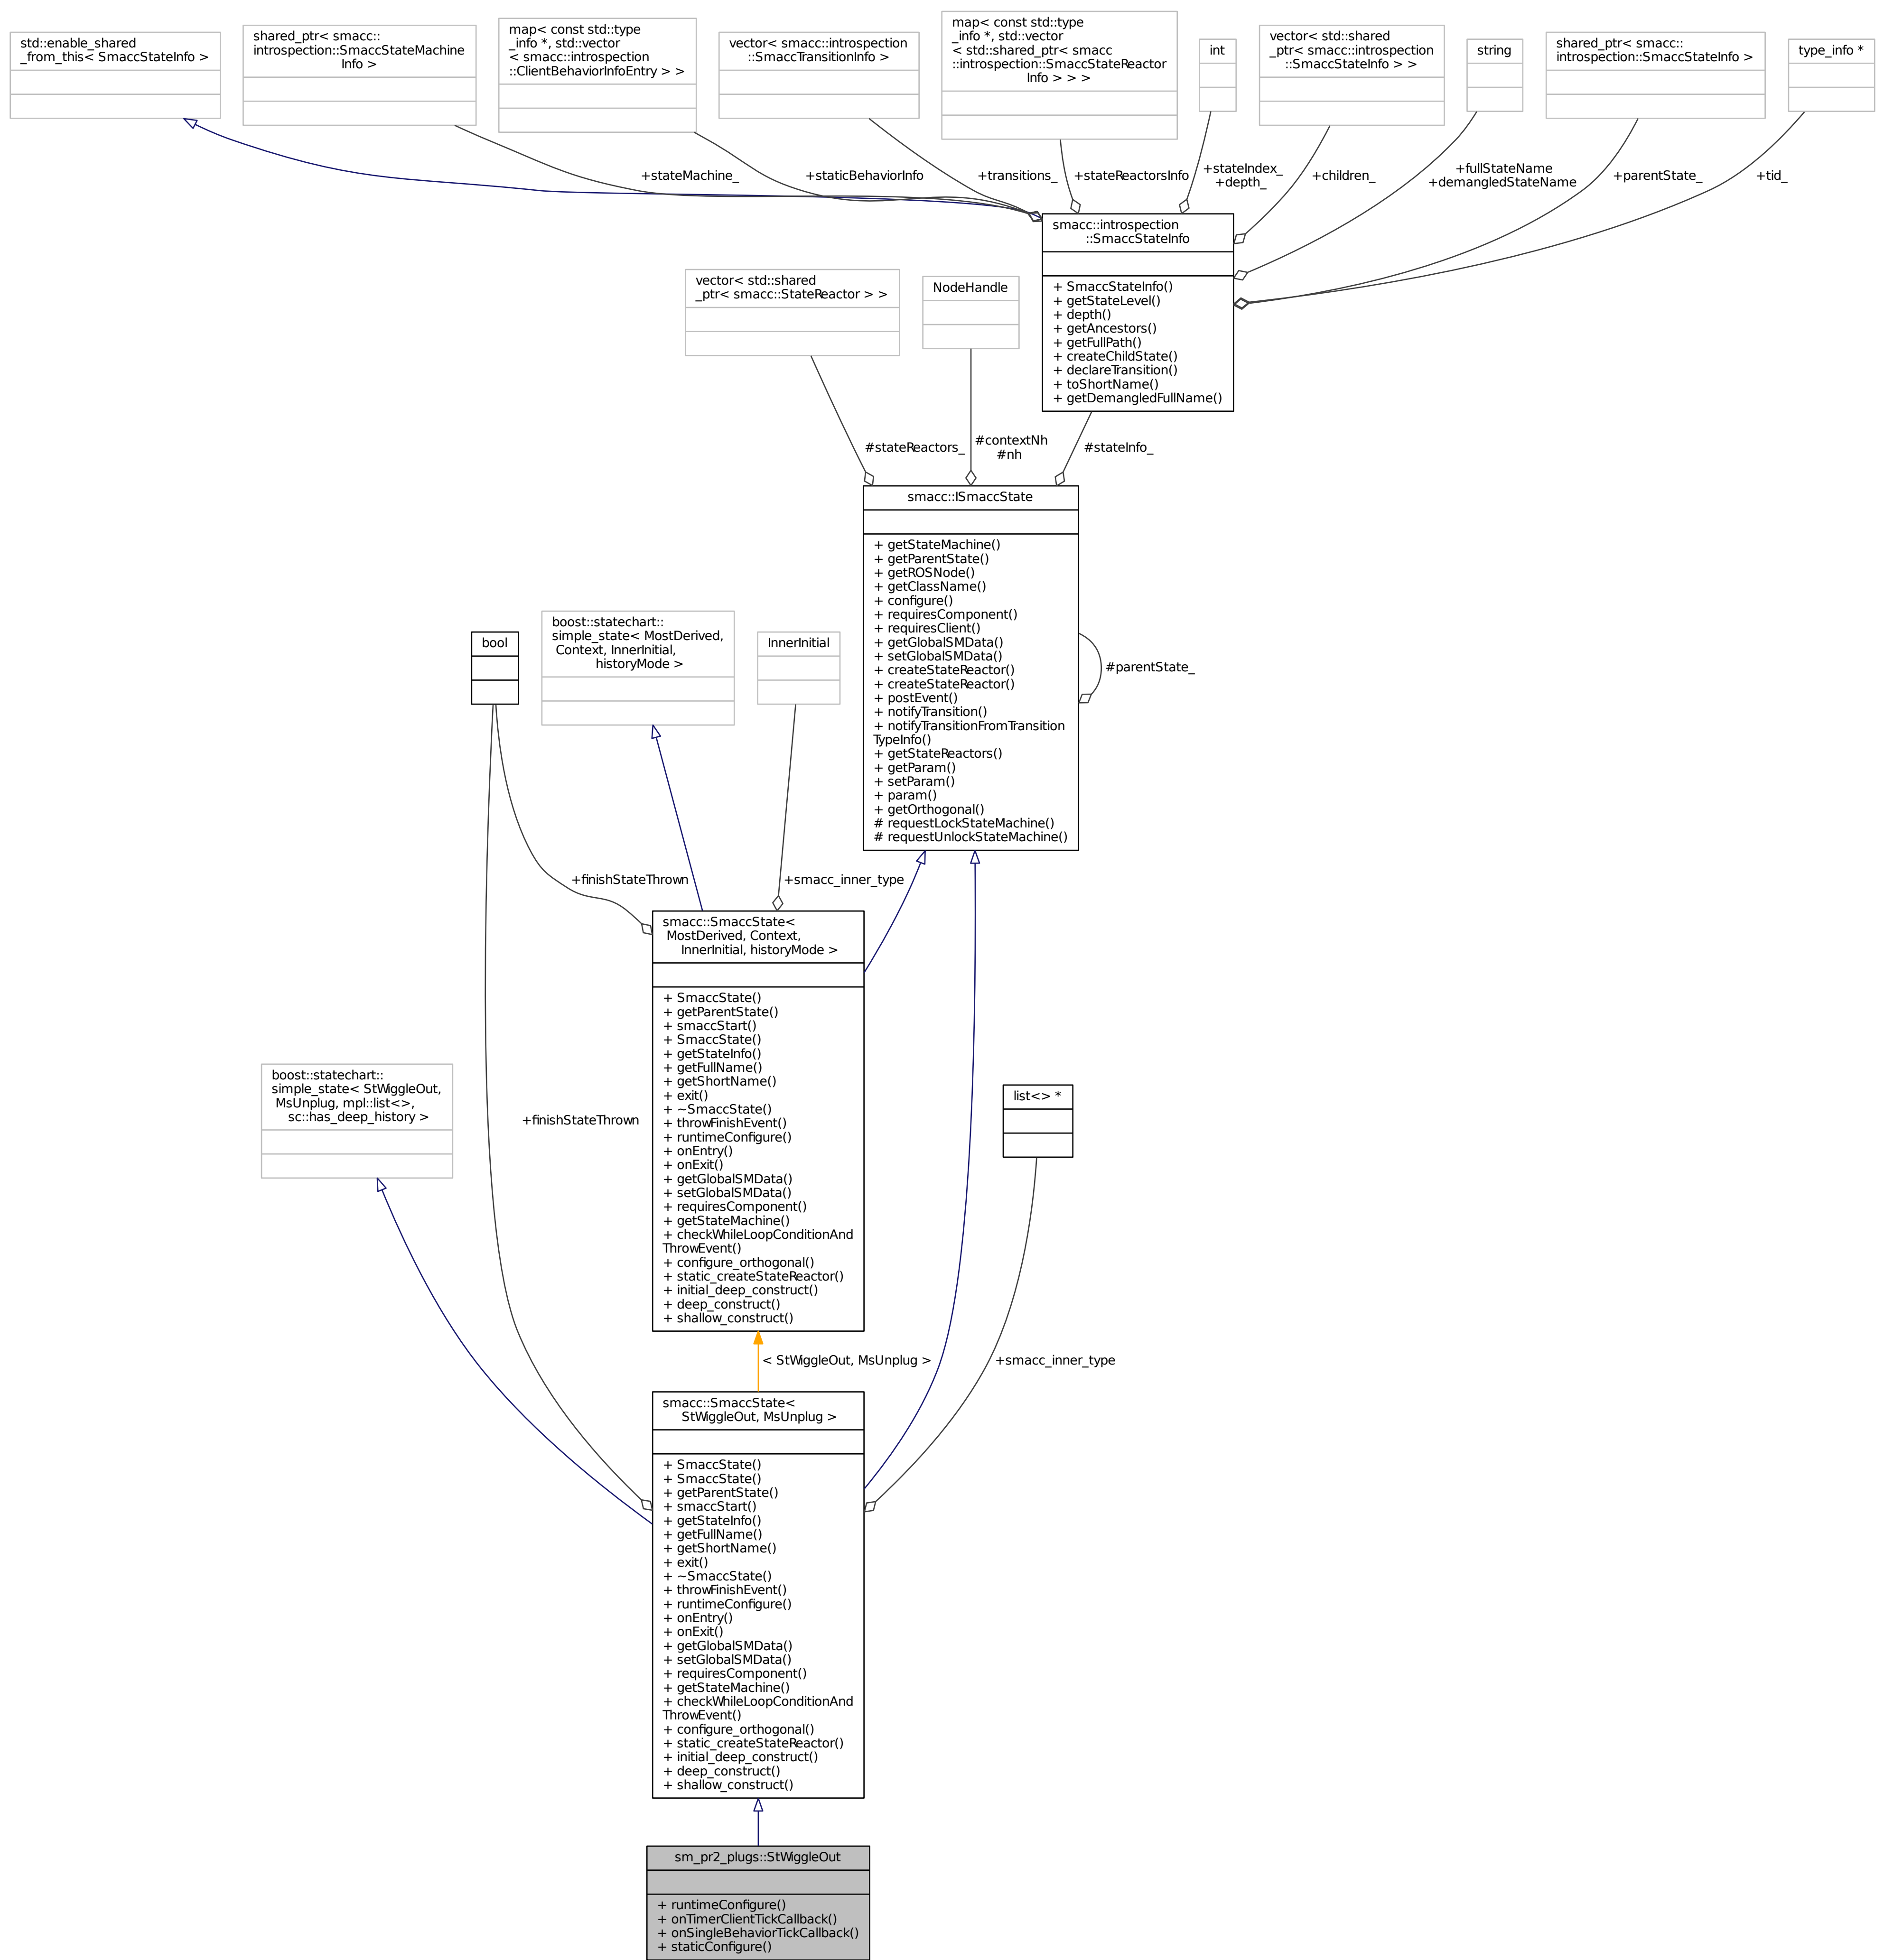 std::enable_shared
_from_this< SmaccStateInfo >
shared_ptr< smacc::
introspection::SmaccStateMachine
Info >
map< const std::type
_info *, std::vector
< smacc::introspection
::ClientBehaviorInfoEntry > >
vector< smacc::introspection
::SmaccTransitionInfo >
map< const std::type
_info *, std::vector
< std::shared_ptr< smacc
::introspection::SmaccStateReactor
Info > > >
int
vector< std::shared
_ptr< smacc::introspection
::SmaccStateInfo > >
string
shared_ptr< smacc::
introspection::SmaccStateInfo >
type_info *
+stateMachine_
+staticBehaviorInfo
+transitions_
+stateReactorsInfo
+stateIndex_
+depth_
+children_
+fullStateName
+demangledStateName
+parentState_
+tid_
smacc::introspection
::SmaccStateInfo
+ SmaccStateInfo()
+ getStateLevel()
+ depth()
+ getAncestors()
+ getFullPath()
+ createChildState()
+ declareTransition()
+ toShortName()
+ getDemangledFullName()
vector< std::shared
_ptr< smacc::StateReactor > >
NodeHandle
#stateReactors_
#contextNh
#nh
#stateInfo_
smacc::ISmaccState
+ getStateMachine()
+ getParentState()
+ getROSNode()
+ getClassName()
+ configure()
+ requiresComponent()
+ requiresClient()
+ getGlobalSMData()
+ setGlobalSMData()
+ createStateReactor()
+ createStateReactor()
+ postEvent()
+ notifyTransition()
+ notifyTransitionFromTransition
TypeInfo()
+ getStateReactors()
+ getParam()
+ setParam()
+ param()
+ getOrthogonal()
# requestLockStateMachine()
# requestUnlockStateMachine()
#parentState_
bool
boost::statechart::
simple_state< MostDerived,
Context, InnerInitial,
historyMode >
InnerInitial
+finishStateThrown
+smacc_inner_type
smacc::SmaccState<
MostDerived, Context,
InnerInitial, historyMode >
+ SmaccState()
+ getParentState()
+ smaccStart()
+ SmaccState()
+ getStateInfo()
+ getFullName()
+ getShortName()
+ exit()
+ ~SmaccState()
+ throwFinishEvent()
+ runtimeConfigure()
+ onEntry()
+ onExit()
+ getGlobalSMData()
+ setGlobalSMData()
+ requiresComponent()
+ getStateMachine()
+ checkWhileLoopConditionAnd
ThrowEvent()
+ configure_orthogonal()
+ static_createStateReactor()
+ initial_deep_construct()
+ deep_construct()
+ shallow_construct()
boost::statechart::
simple_state< StWiggleOut,
MsUnplug, mpl::list<>,
sc::has_deep_history >
+finishStateThrown
list<> *
< StWiggleOut, MsUnplug >
+smacc_inner_type
smacc::SmaccState<
StWiggleOut, MsUnplug >
+ SmaccState()
+ SmaccState()
+ getParentState()
+ smaccStart()
+ getStateInfo()
+ getFullName()
+ getShortName()
+ exit()
+ ~SmaccState()
+ throwFinishEvent()
+ runtimeConfigure()
+ onEntry()
+ onExit()
+ getGlobalSMData()
+ setGlobalSMData()
+ requiresComponent()
+ getStateMachine()
+ checkWhileLoopConditionAnd
ThrowEvent()
+ configure_orthogonal()
+ static_createStateReactor()
+ initial_deep_construct()
+ deep_construct()
+ shallow_construct()
sm_pr2_plugs::StWiggleOut
+ runtimeConfigure()
+ onTimerClientTickCallback()
+ onSingleBehaviorTickCallback()
+ staticConfigure()